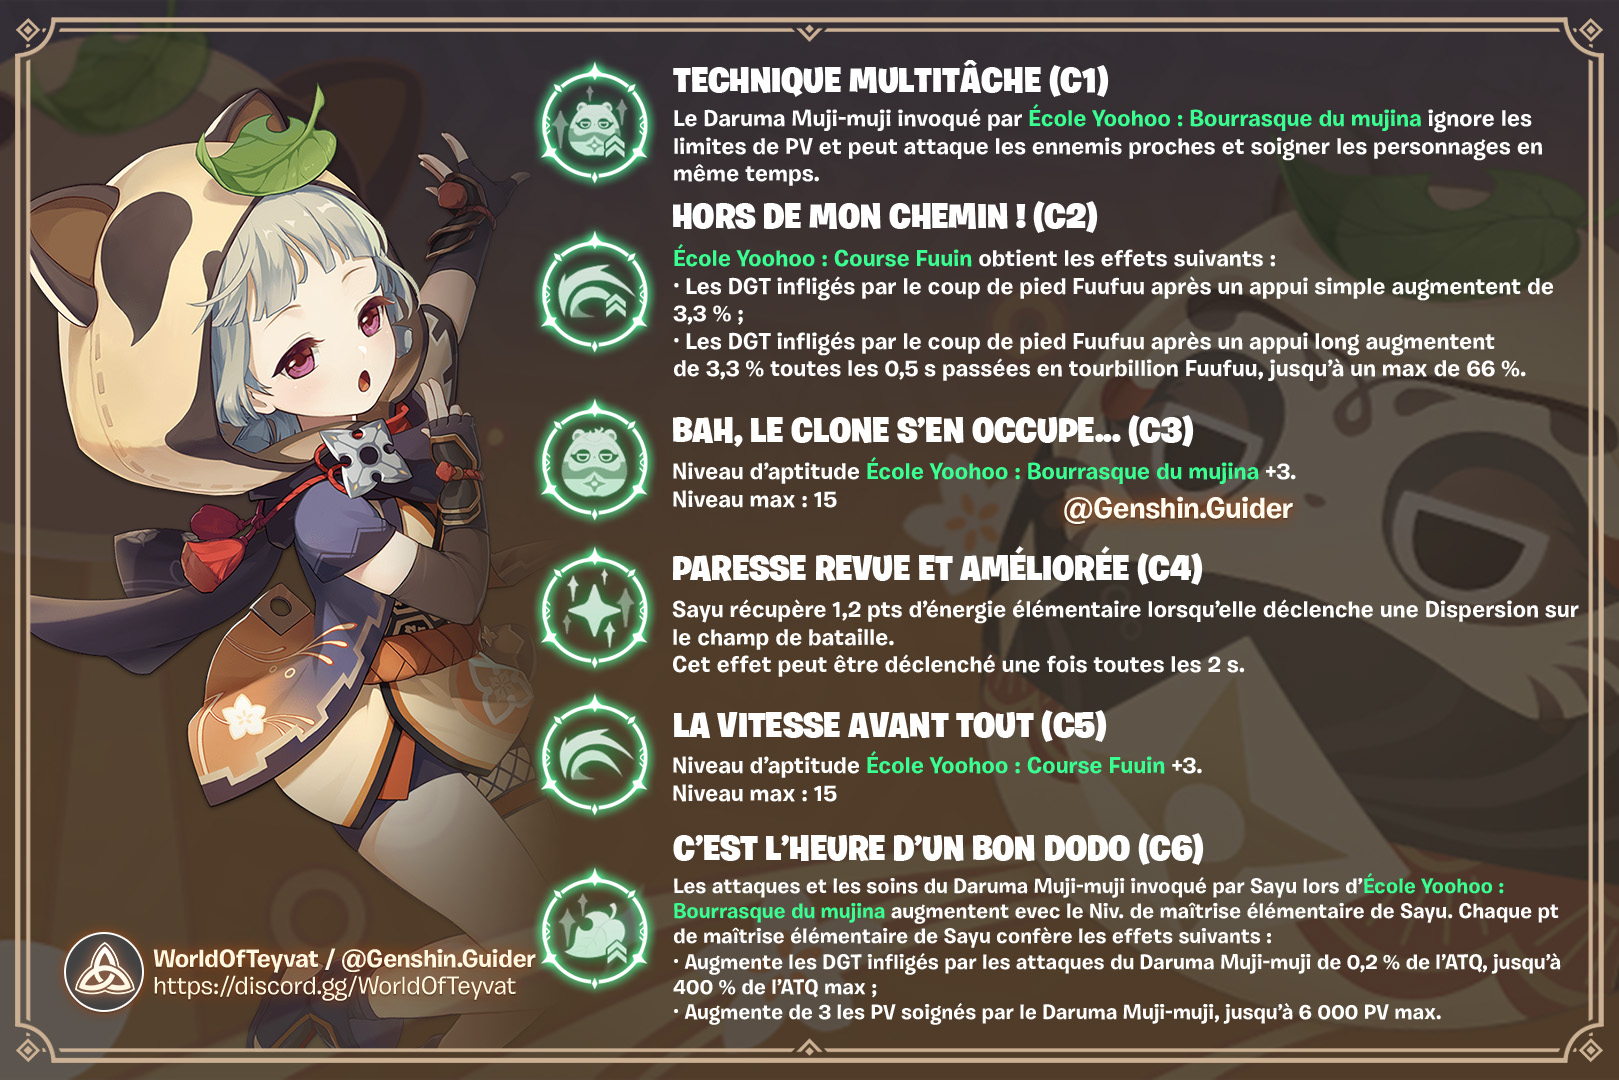 TECHNIQUE MULTITÂCHE (C1)
Le Daruma Muji-muji invoqué par École Yoohoo : Bourrasque du mujina ignore les
limites de PV et peut attaque les ennemis proches et soigner les personnages en
même temps.
HORS DE MON CHEMIN ! (C2)
École Yoohoo : Course Fuuin obtient les effets suivants :
· Les DGT infligés par le coup de pied Fuufuu après un appui simple augmentent de
3,3 % ;
· Les DGT infligés par le coup de pied Fuufuu après un appui long augmentent
de 3,3 % toutes les 0,5 s passées en tourbillion Fuufuu, jusqu’à un max de 66 %.
BAH, LE CLONE S’EN OCCUPE... (C3)
Niveau d’aptitude École Yoohoo : Bourrasque du mujina +3.
Niveau max : 15
@Genshin.Guider
PARESSE REVUE ET AMÉLIORÉE (C4)
Sayu récupère 1,2 pts d’énergie élémentaire lorsqu’elle déclenche une Dispersion sur
le champ de bataille.
Cet effet peut être déclenché une fois toutes les 2 s.
LA VITESSE AVANT TOUT (C5)
Niveau d’aptitude École Yoohoo : Course Fuuin +3.
Niveau max : 15
C’EST L’HEURE D’UN BON DODO (C6)
Les attaques et les soins du Daruma Muji-muji invoqué par Sayu lors d’École Yoohoo :
Bourrasque du mujina augmentent evec le Niv. de maîtrise élémentaire de Sayu. Chaque pt
de maîtrise élémentaire de Sayu confère les effets suivants :
· Augmente les DGT infligés par les attaques du Daruma Muji-muji de 0,2 % de l’ATQ, jusqu’à
400 % de l’ATQ max ;
· Augmente de 3 les PV soignés par le Daruma Muji-muji, jusqu’à 6 000 PV max.
WorldOfTeyvat / @Genshin.Guider
https://discord.gg/WorldOfTeyvat